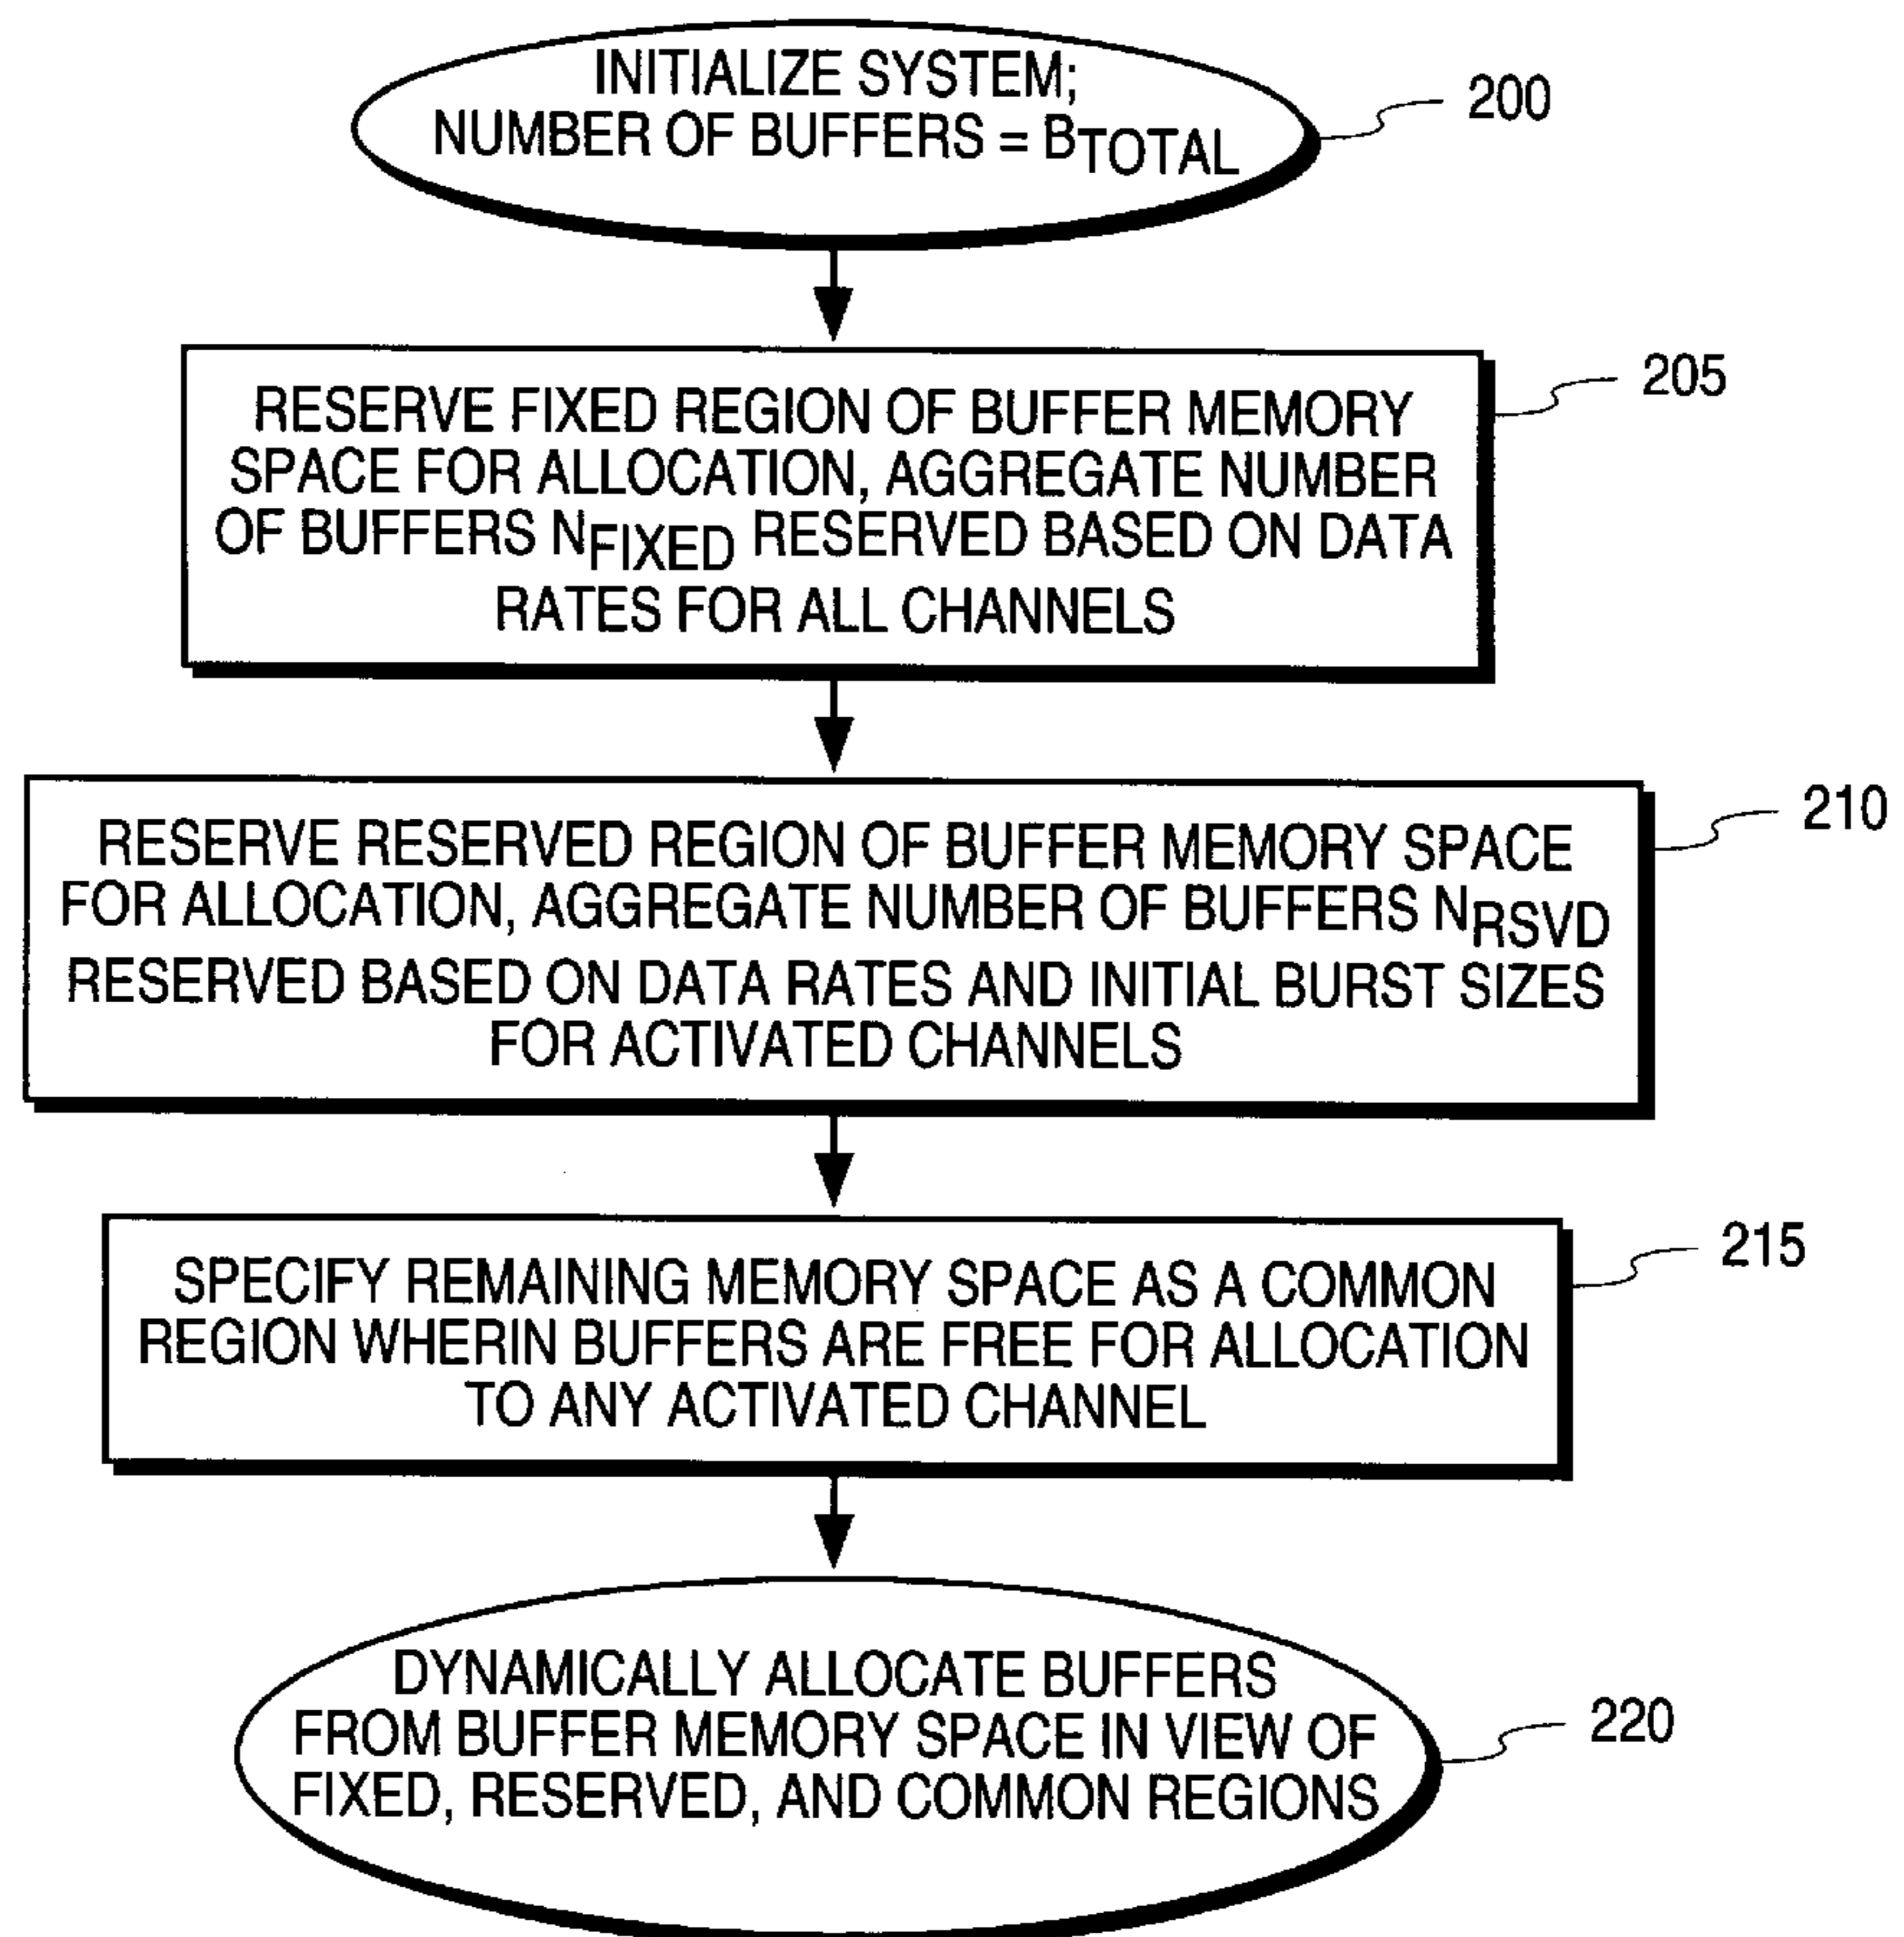 INITIALIZE SYSTEM;
NUMBER OF BUFFERS = BTOTAL
200
RESERVE FIXED REGION OF BUFFER MEMORY
SPACE FOR ALLOCATION, AGGREGATE NUMBER
OF BUFFERS NFIXED RESERVED BASED ON DATA
RATES FOR ALL CHANNELS
205
RESERVE RESERVED REGION OF BUFFER MEMORY SPACE
FOR ALLOCATION, AGGREGATE NUMBER OF BUFFERS NRSVD
RESERVED BASED ON DATA RATES AND INITIAL BURST SIZES
FOR ACTIVATED CHANNELS
210
SPECIFY REMAINING MEMORY SPACE AS A COMMON
REGION WHERIN BUFFERS ARE FREE FOR ALLOCATION
TO ANY ACTIVATED CHANNEL
215
DYNAMICALLY ALLOCATE BUFFERS
FROM BUFFER MEMORY SPACE IN VIEW OF
FIXED, RESERVED, AND COMMON REGIONS
220